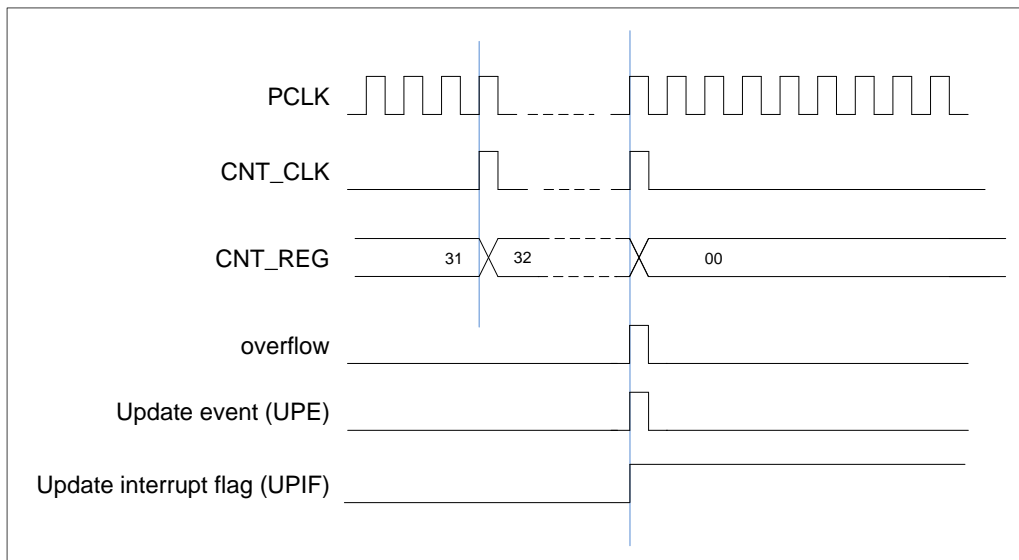 PCLK
CNT_CLK
CNT_REG 31 32 00
overflow
Update event (UPE)
Update interrupt flag (UPIF)